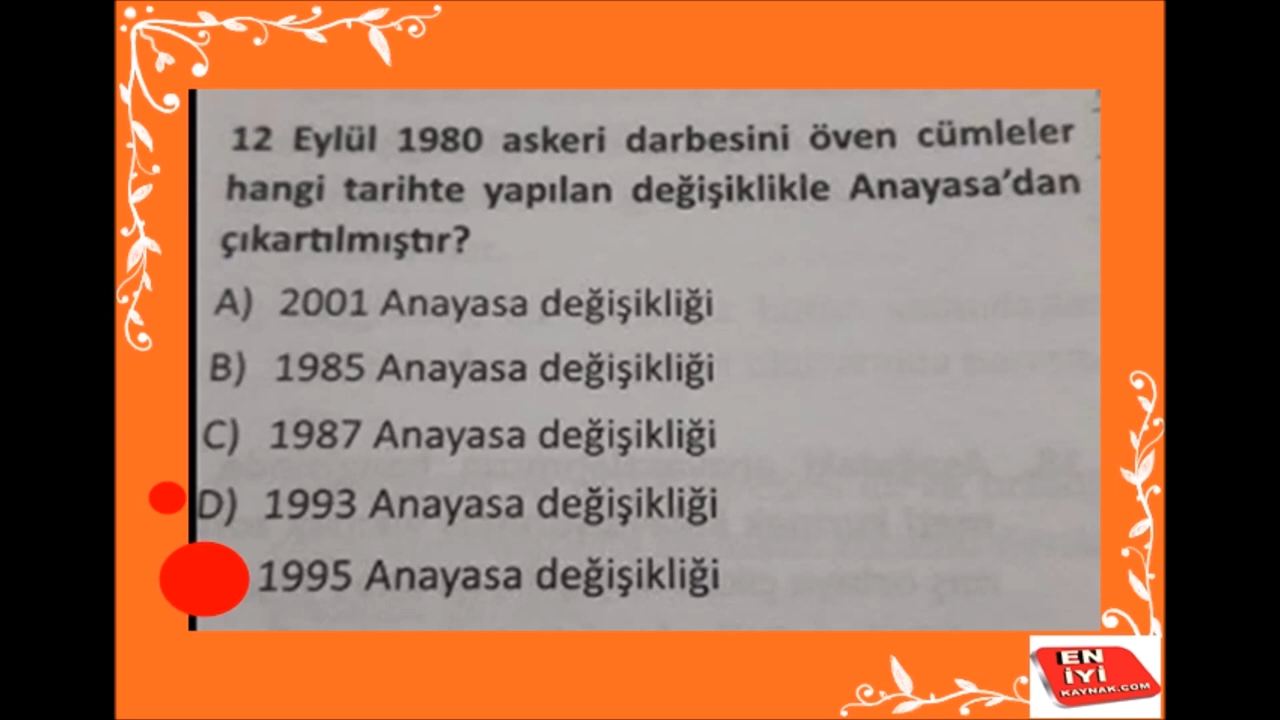 12 Eylül 1980 askeri darbesini öven cümleler
hangi tarihte yapılan değişiklikle Anayasa'dan
çıkartılmıştır?
A) 2001 Anayasa değişikliği
B) 1985 Anayasa değişikliği
C) 1987 Anayasa değişikliği
D) 1993 Anayasa değişikliği
1995 Anayasa değişikliği
EN
İYİ
KAYNAK.COM